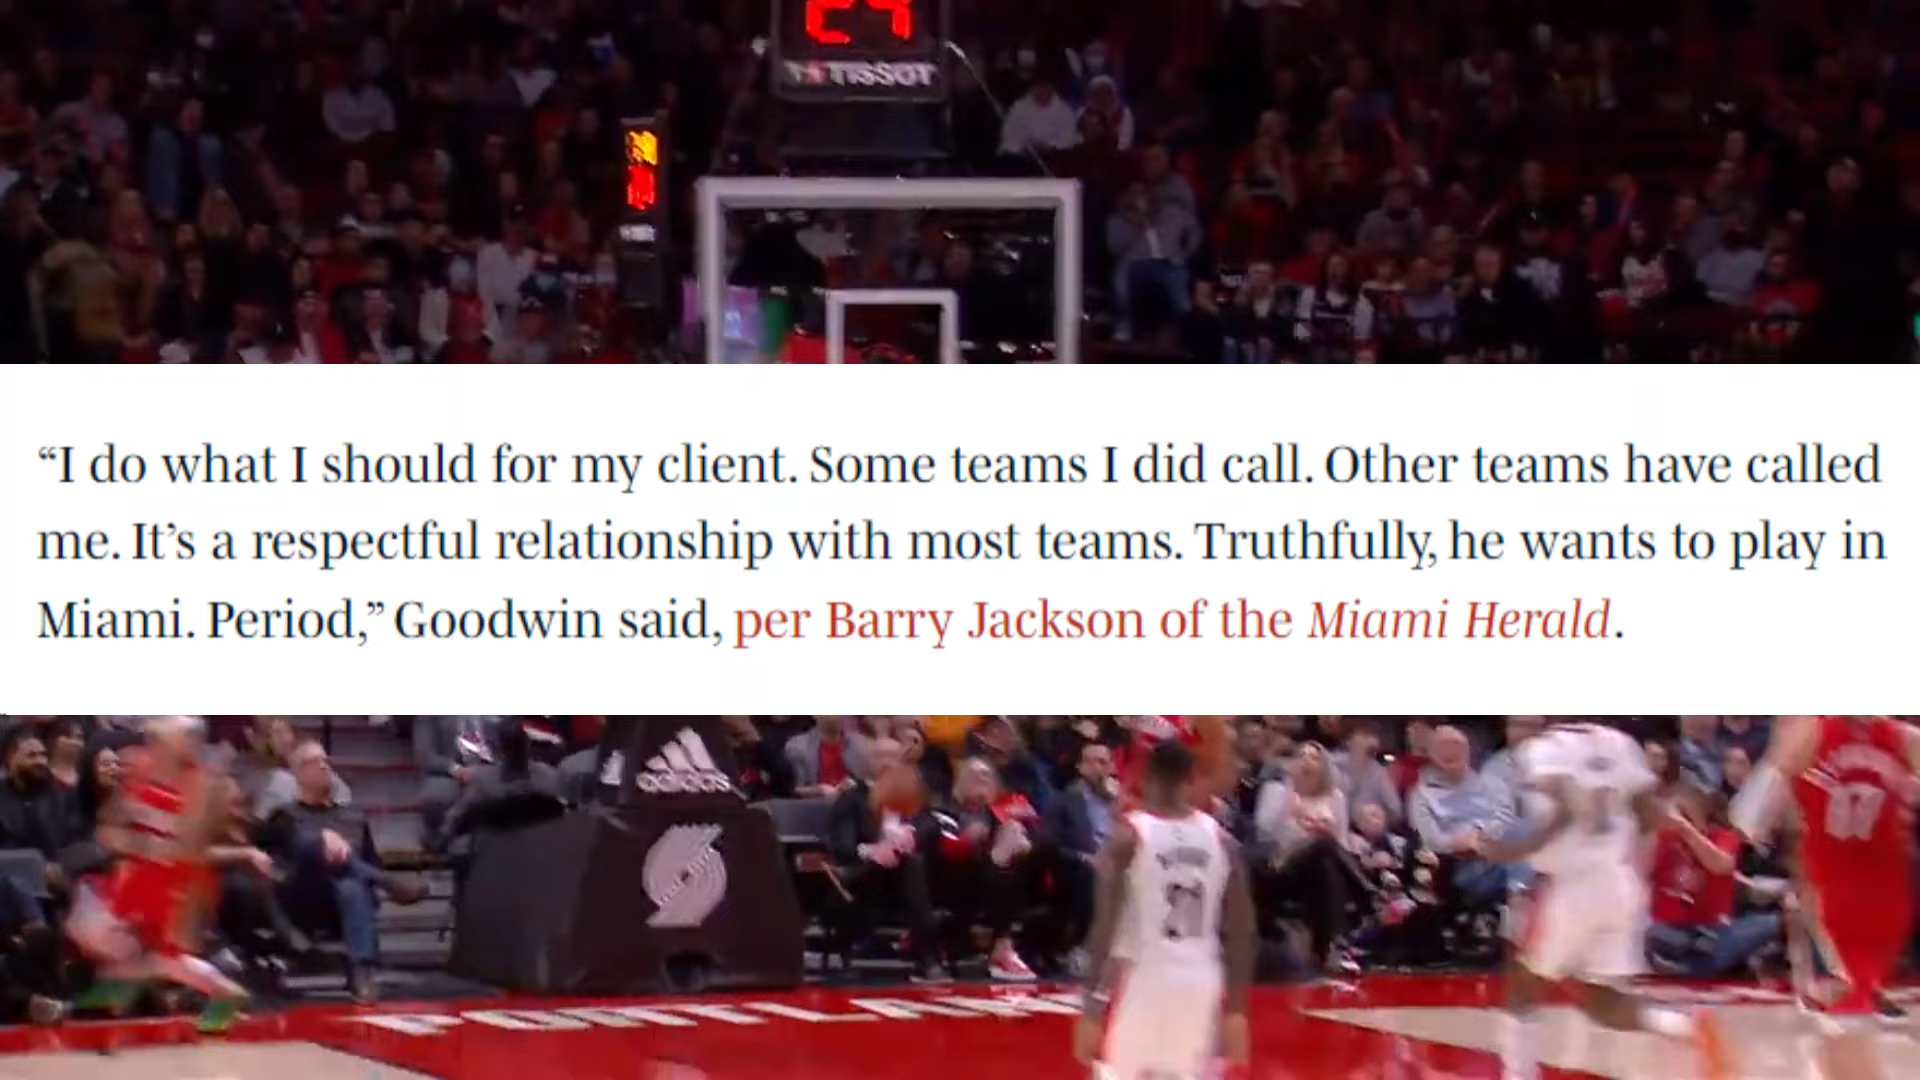 24
TISSOT
“I do what I should for my client. Some teams I did call. Other teams have called
me. It’s a respectful relationship with most teams. Truthfully, he wants to play in
Miami. Period,” Goodwin said, per Barry Jackson of the Miami Herald.
adidas
PORTLAND